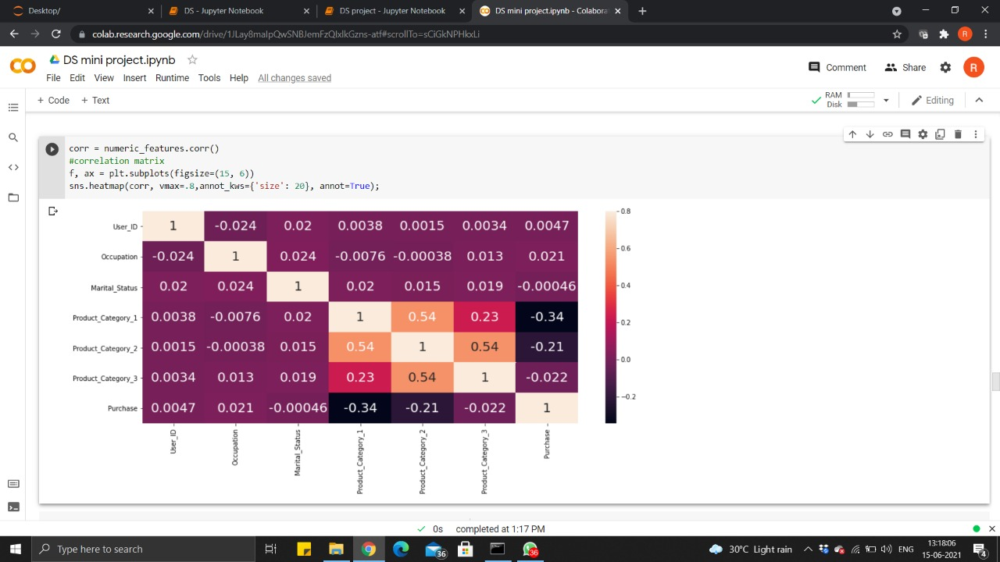 Desktop/
DS - Jupyter Notebook
DS project - Jupyter Notebook
DS mini project.ipynb - Colabora
colab.research.google.com
DS mini project.ipynb
File Edit View Insert Runtime Tools Help All changes saved
Comment Share R
+ Code + Text
RAM
Disk
Editing
corr = numeric_features.corr()
#correlation matrix
f, ax = plt.subplots(figsize=(15, 6))
sns.heatmap(corr, vmax=.8,annot_kws={'size': 20}, annot=True);
User_ID 1 -0.024 0.02 0.0038 0.0015 0.0034 0.0047
Occupation -0.024 1 0.024 -0.0076 -0.00038 0.013 0.021
Marital_Status 0.02 0.024 1 0.02 0.015 0.019 -0.00046
Product_Category_1 0.0038 -0.0076 0.02 1 0.54 0.23 -0.34
Product_Category_2 0.0015 -0.00038 0.015 0.54 1 0.54 -0.21
Product_Category_3 0.0034 0.013 0.019 0.23 0.54 1 -0.022
Purchase 0.0047 0.021 -0.00046 -0.34 -0.21 -0.022 1
User_ID
Occupation
Marital_Status
Product_Category_1
Product_Category_2
Product_Category_3
Purchase
0.8
0.6
0.4
0.2
0.0
-0.2
0s completed at 1:17 PM
Type here to search
36
36
30°C Light rain
ENG
13:18:06
15-06-2021
4